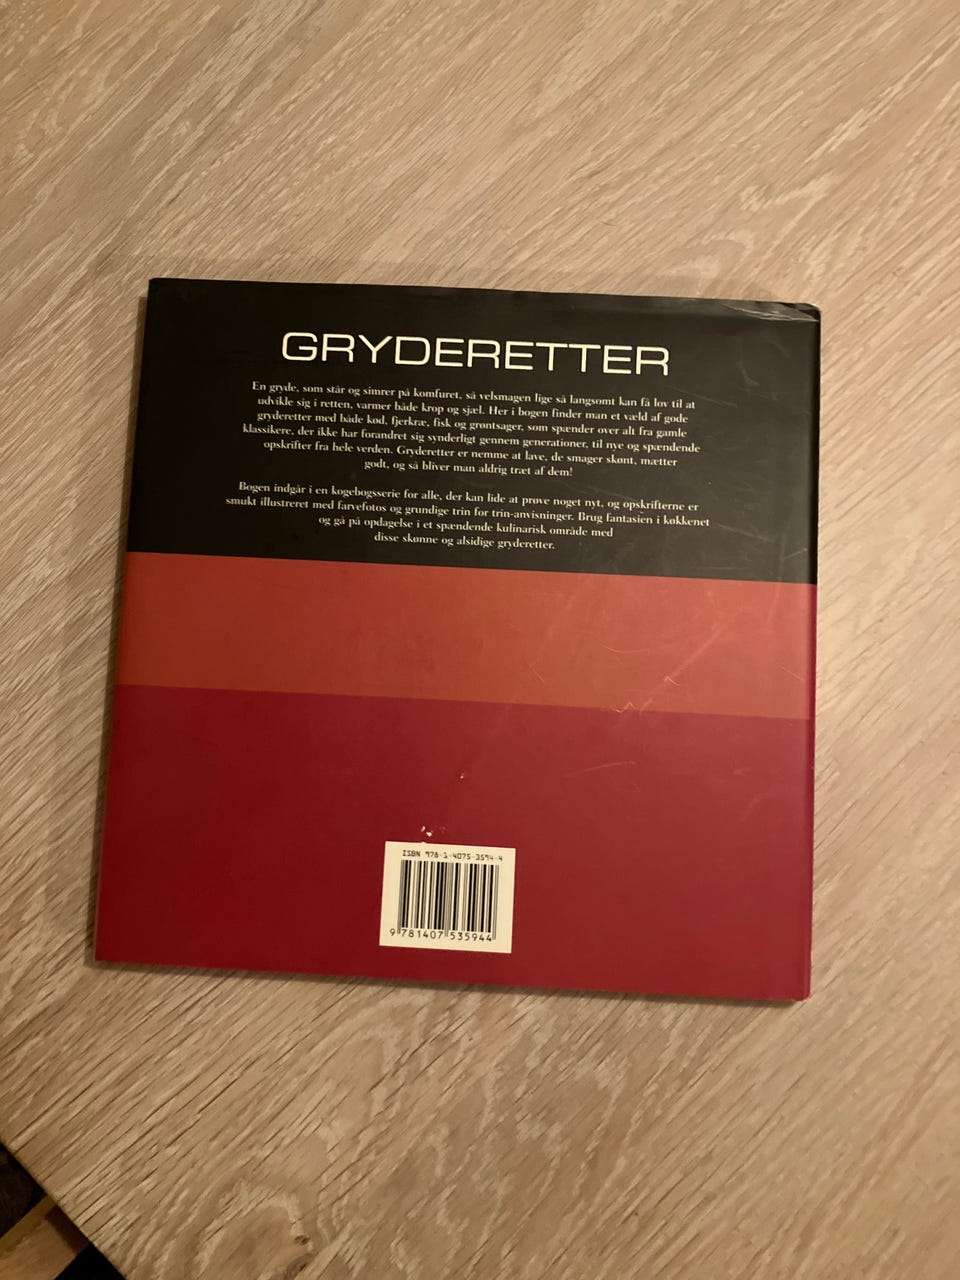 GRYDERETTER
En gryde, som står og simrer på komfuret, så velsmagen lige så langsomt kan få lov til at
udvikle sig i retten, varmer både krop og sjæl. Her i bogen finder man et væld af gode
gryderetter med både kød, fjerkræ, fisk og grøntsager, som spænder over alt fra gamle
klassikere, der ikke har forandret sig synderligt gennem generationer, til nye og spændende
opskrifter fra hele verden. Gryderetter er nemme at lave, de smager skønt, mætter
godt, og så bliver man aldrig træt af dem!
Bogen indgår i en kogebogsserie for alle, der kan lide at prøve noget nyt, og opskrifterne er
smukt illustreret med farvefotos og grundige trin for trin-anvisninger. Brug fantasien i køkkenet
og gå på opdagelse i et spændende kulinarisk område med
disse skønne og alsidige gryderetter.
ISBN 978-1-4075-3594-4
9 781407 535944